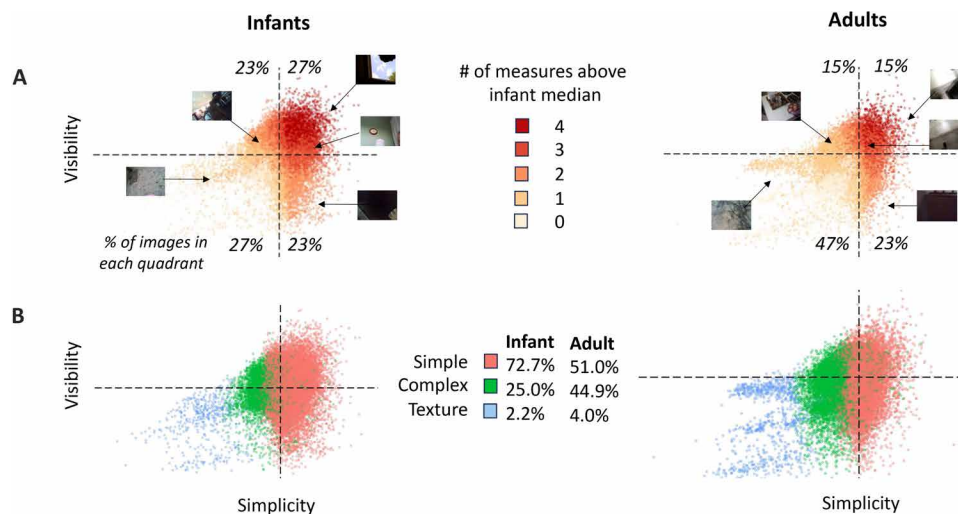 Infants
Adults
A
23% 27%
# of measures above
infant median
4
3
2
1
0
15% 15%
Visibility
Visibility
% of images in
each quadrant
27% 23%
47% 23%
B
Infant Adult
Simple 72.7% 51.0%
Complex 25.0% 44.9%
Texture 2.2% 4.0%
Visibility
Visibility
Simplicity
Simplicity